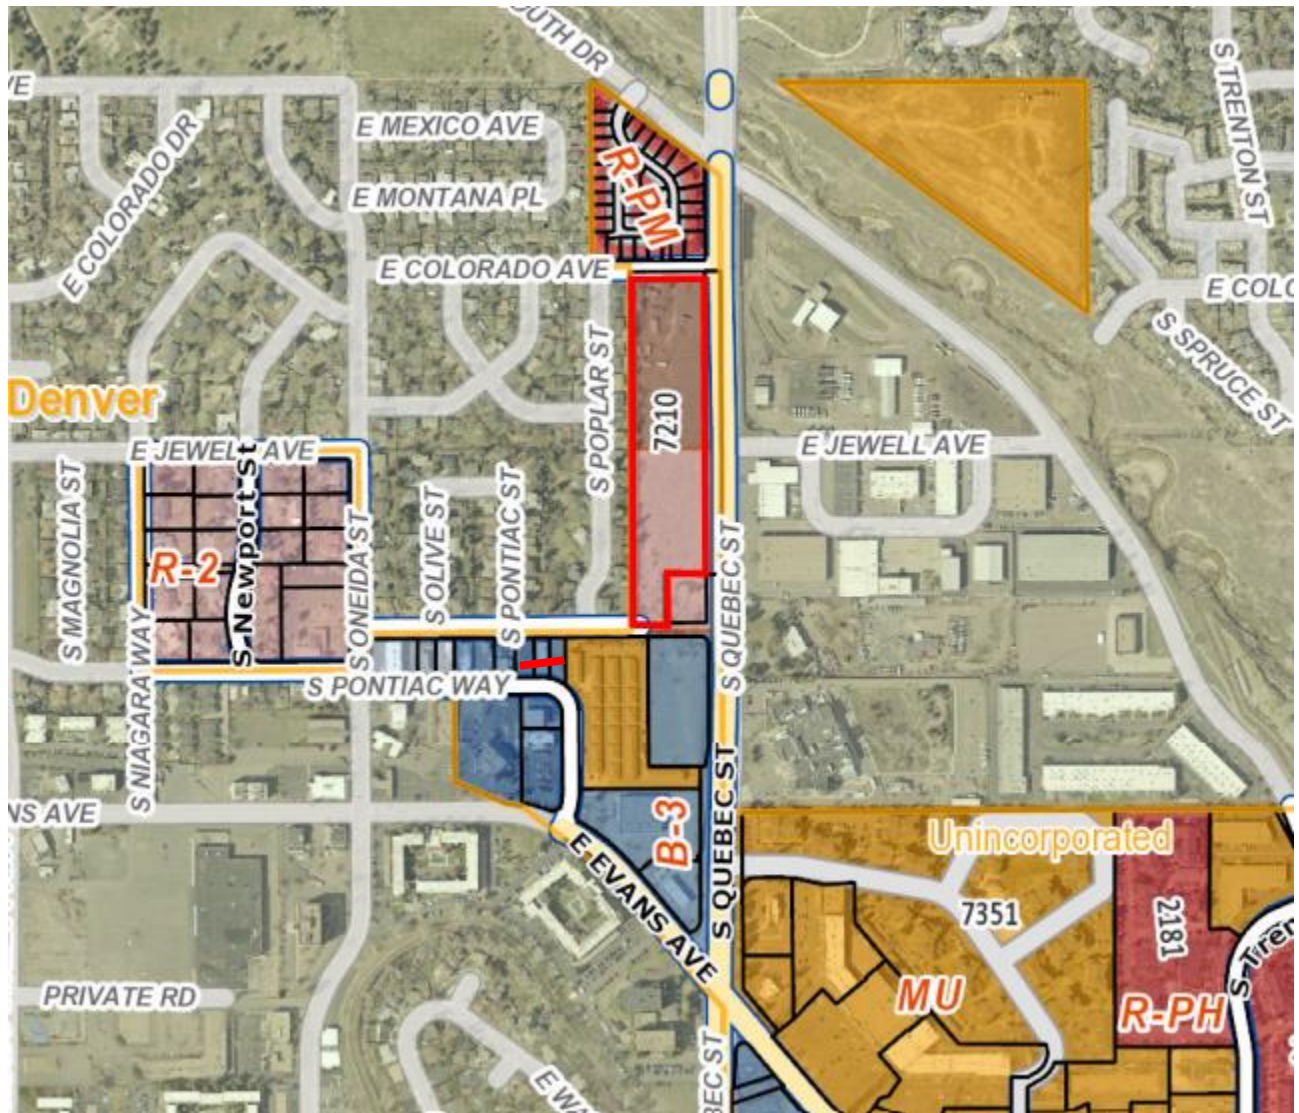 OUTH DR
S TRENTON ST
VE
E COLORADO DR
E MEXICO AVE
R-PM
E MONTANA PL
E COLORADO AVE
E COLO
S SPRUCE ST
Denver
S POPLAR ST
7210
E JEWELL AVE
E JEWELL AVE
S MAGNOLIA ST
S Newport St
R-2
S ONEIDA ST
S OLIVE ST
S PONTIAC ST
S QUEBEC ST
S NIAGARA WAY
S PONTIAC WAY
NS AVE
B-3
S QUEBEC ST
E EVANS AVE
Unincorporated
7351
2181
S Tren
PRIVATE RD
MU
R-PH
E WA
BEC ST